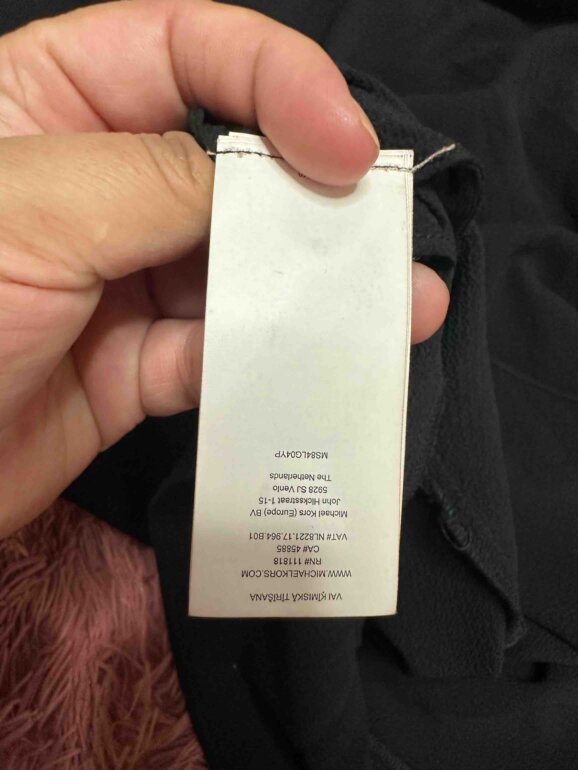 VAI ĶĪMISKĀ TĪRĪŠANA
WWW.MICHAELKORS.COM
RN# 111818
CA# 45885
VAT# NL8221.17.964.B01
Michael Kors (Europe) BV
John Hicksstraat 1-15
5928 SJ Venlo
The Netherlands
MS84LG04YP